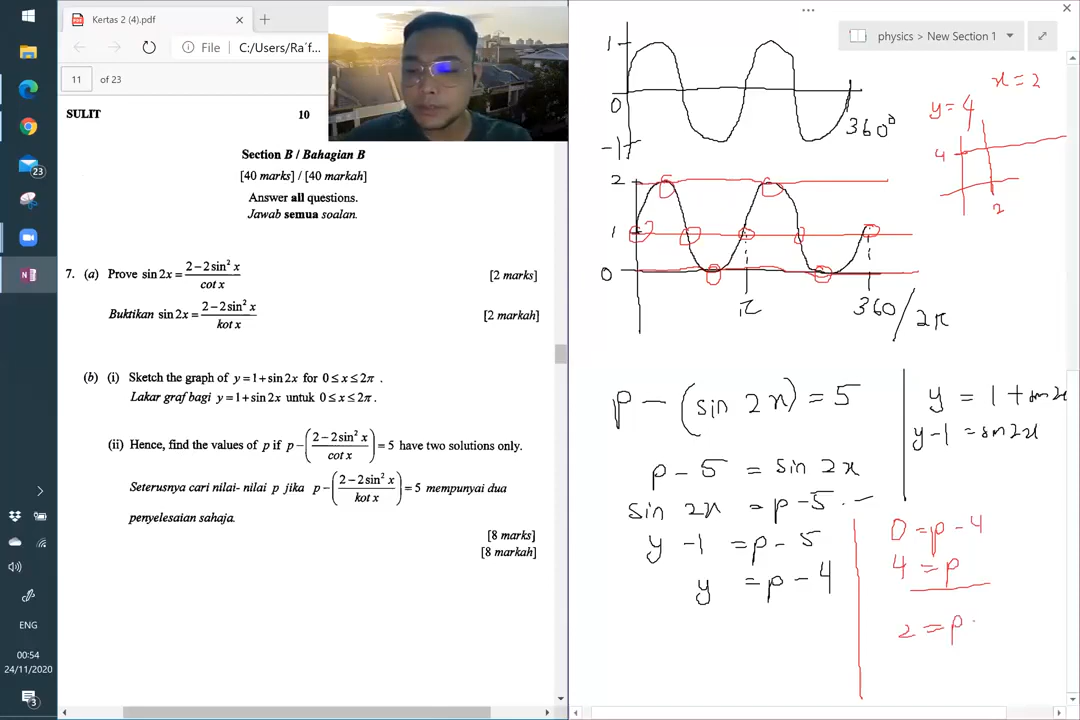 Kertas 2 (4).pdf
File C:/Users/Ra´f...
11 of 23
SULIT 10
Section B / Bahagian B
[40 marks] / [40 markah]
Answer all questions.
Jawab semua soalan.
7. (a) Prove sin 2x = (2 − 2sin² x)/(cot x) [2 marks]
Buktikan sin 2x = (2 − 2sin² x)/(kot x) [2 markah]
(b) (i) Sketch the graph of y = 1 + sin 2x for 0 ≤ x ≤ 2π .
Lakar graf bagi y = 1 + sin 2x untuk 0 ≤ x ≤ 2π .
(ii) Hence, find the values of p if p − ((2 − 2sin² x)/(cot x)) = 5 have two solutions only.
Seterusnya cari nilai- nilai p jika p − ((2 − 2sin² x)/(kot x)) = 5 mempunyai dua
penyelesaian sahaja.
[8 marks]
[8 markah]
23
ENG
00:54
24/11/2020
3
physics > New Section 1
1
0
-1
360°
x = 2
y = 4
4
2
2
1
0
π
360/2π
p − (sin 2x) = 5
p − 5 = sin 2x
sin 2x = p − 5
y − 1 = p − 5
y = p − 4
y = 1 + sin 2x
y − 1 = sin 2x
0 = p − 4
4 = p
2 = p